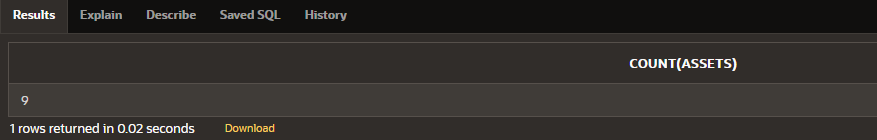 Results Explain Describe Saved SQL History
COUNT(ASSETS)
9
1 rows returned in 0.02 seconds Download